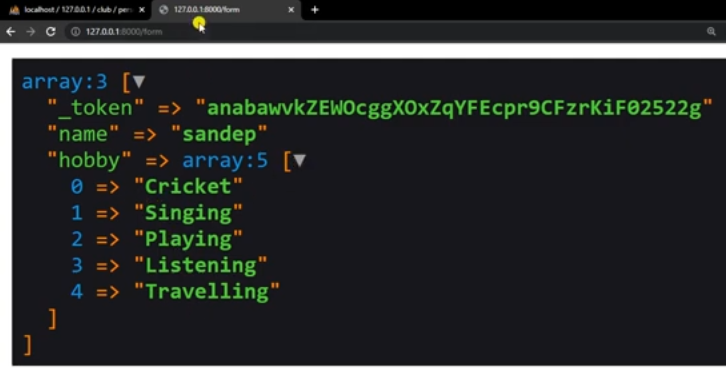 localhost / 127.0.0.1 / club / per
127.0.0.1:8000/form
127.0.0.1:8000/form
array:3 [▼
"_token" => "anabawvkZEWOcggXOxZqYFEcpr9CFzrKiF02522g"
"name" => "sandep"
"hobby" => array:5 [▼
0 => "Cricket"
1 => "Singing"
2 => "Playing"
3 => "Listening"
4 => "Travelling"
]
]